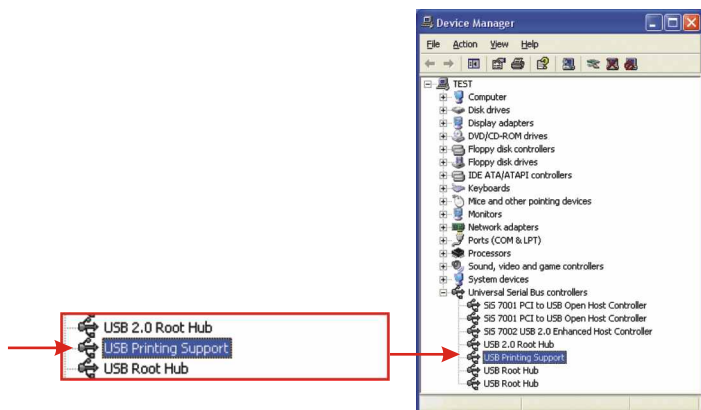 Device Manager
File Action View Help
TEST
Computer
Disk drives
Display adapters
DVD/CD-ROM drives
Floppy disk controllers
Floppy disk drives
IDE ATA/ATAPI controllers
Keyboards
Mice and other pointing devices
Monitors
Network adapters
Ports (COM & LPT)
Processors
Sound, video and game controllers
System devices
Universal Serial Bus controllers
SiS 7001 PCI to USB Open Host Controller
SiS 7001 PCI to USB Open Host Controller
SiS 7002 USB 2.0 Enhanced Host Controller
USB 2.0 Root Hub
USB Printing Support
USB Root Hub
USB Root Hub
USB 2.0 Root Hub
USB Printing Support
USB Root Hub